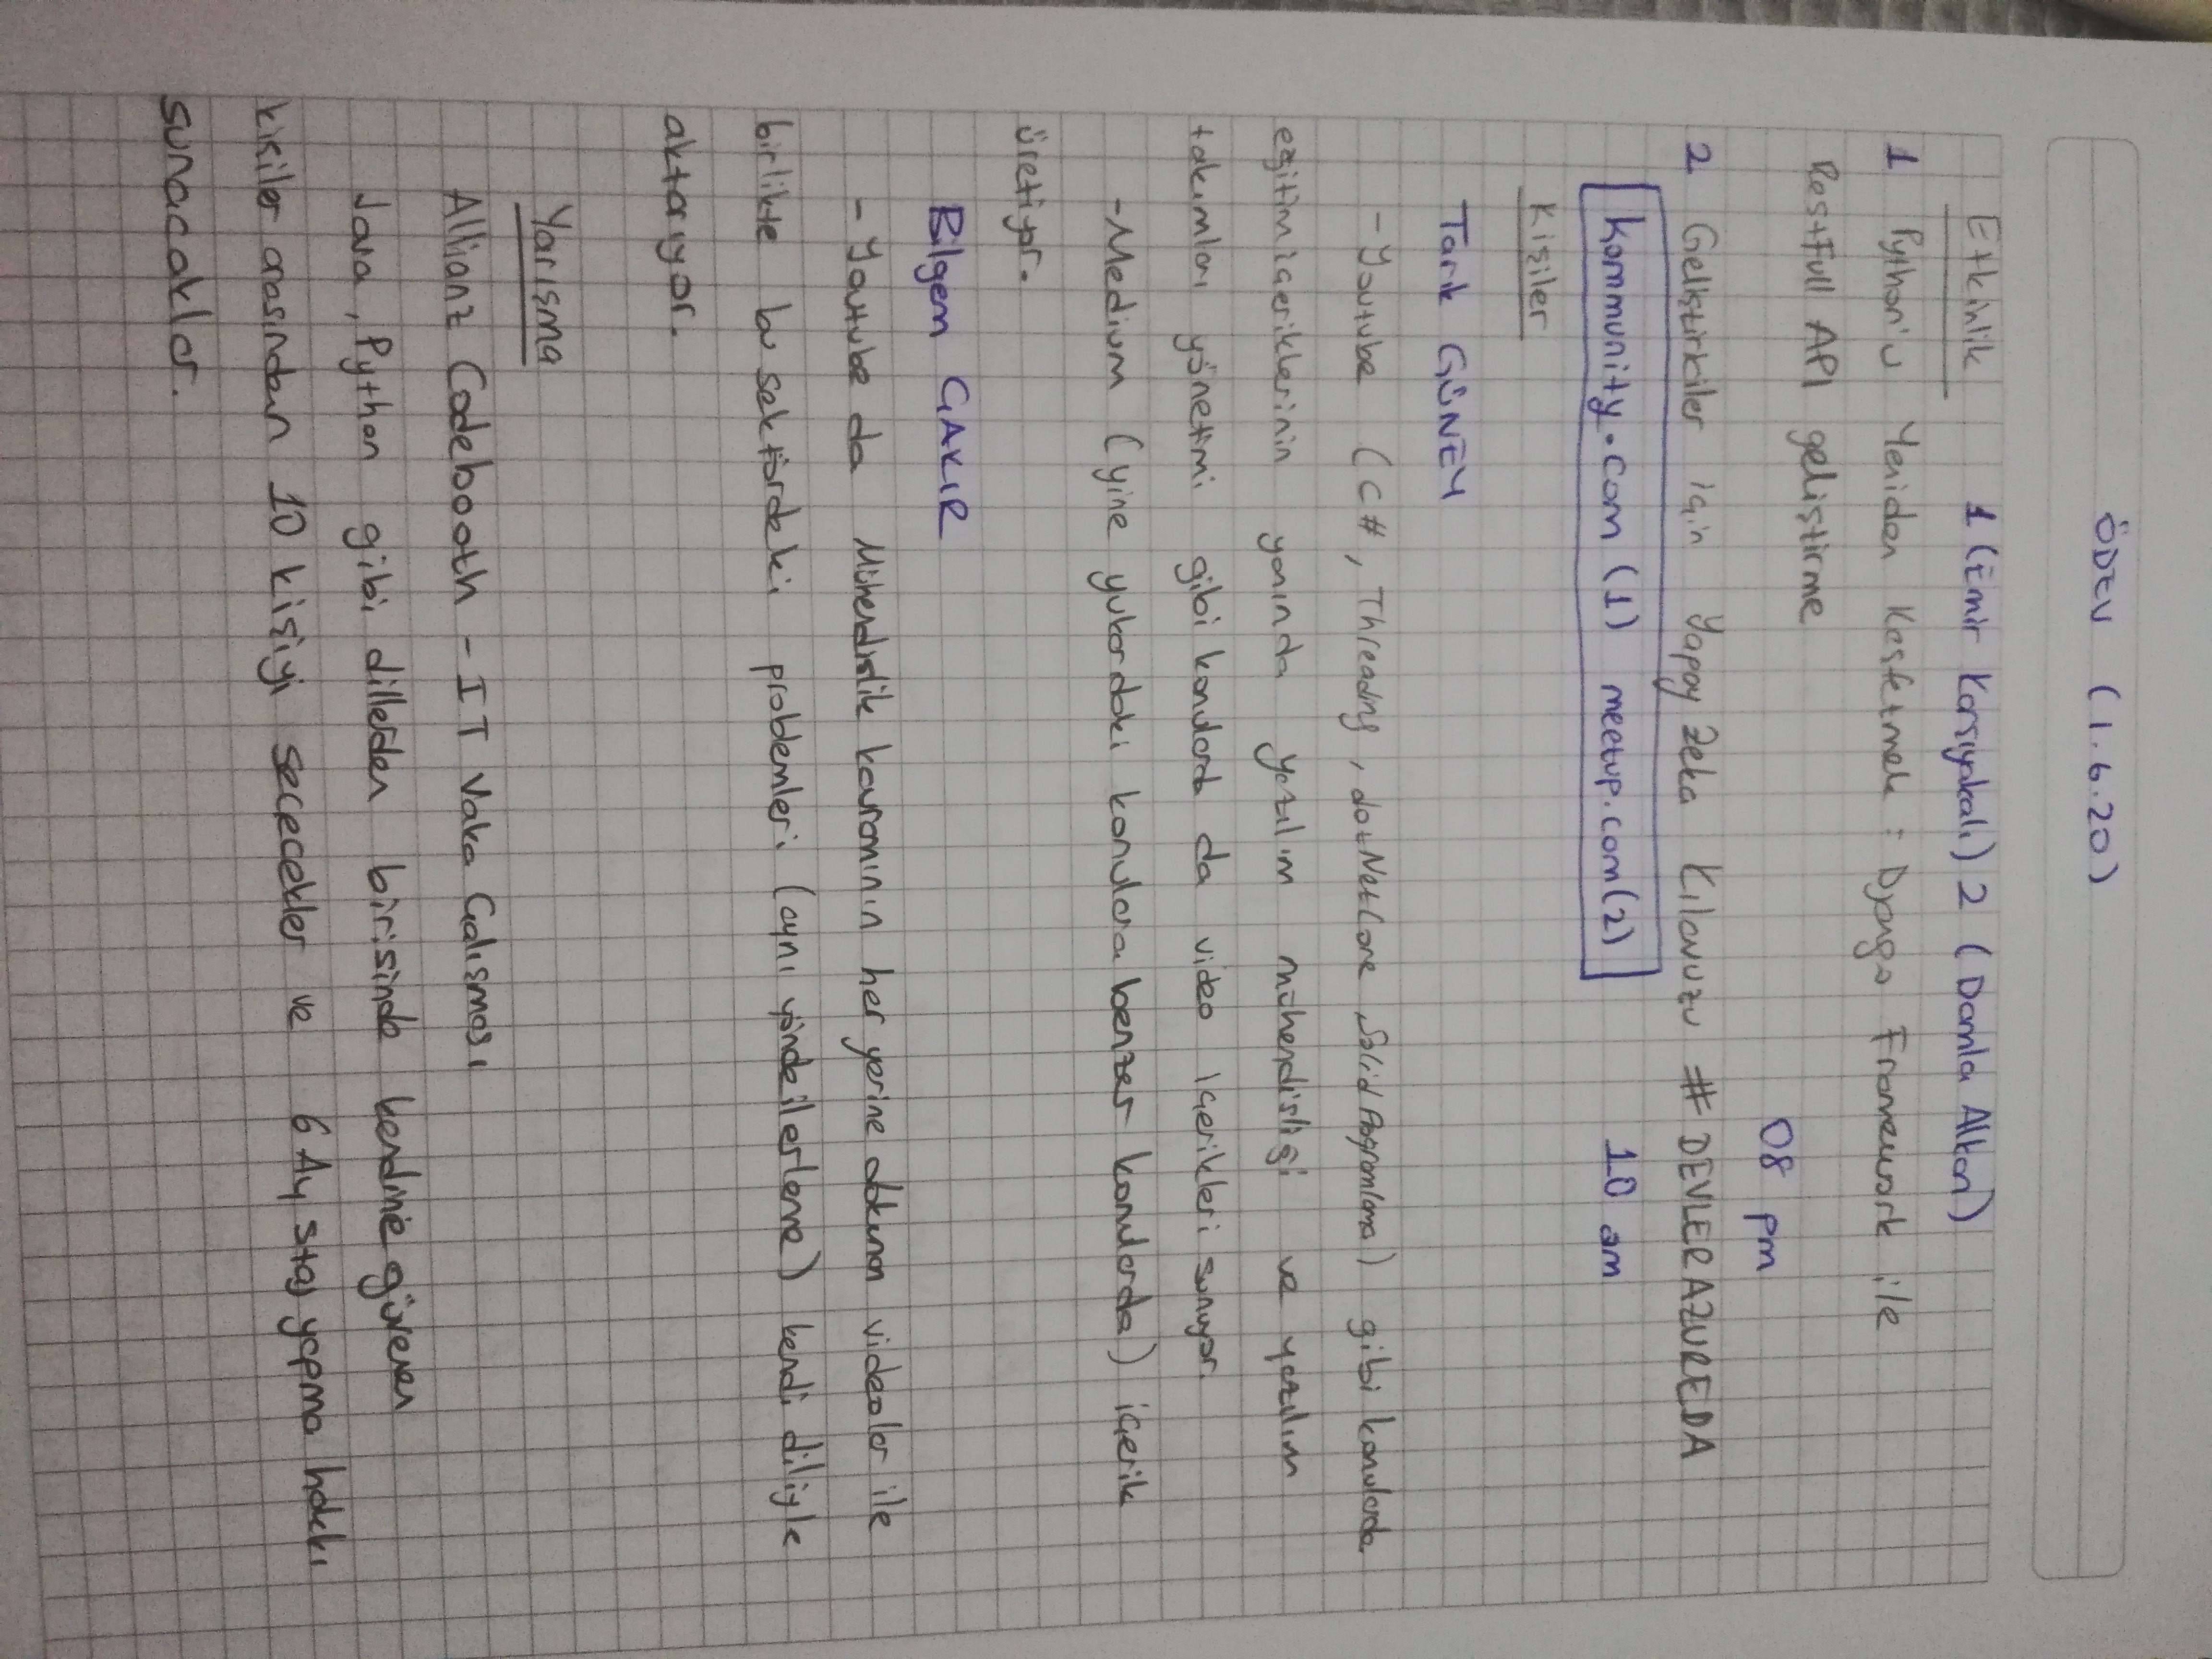 ÖDEV (1.6.20)
Etkinlik 1 (Emir Karşıyakalı) 2 (Damla Alkan)
1 Python'u Yeniden Kesfetmek : Django Framework ile
RestFull API geliştirme
08 pm
2 Geliştirkiler için Yapay Zeka Kılavuzu # DEVLERAZUREDA
kommunity.com (1) meetup.com (2) 10 am
Kişiler
Tarık GÜNEY
- Youtube (C#, Threading, dotNetCore Solid Programlama) gibi konularda
eğitim içeriklerinin yanında yazılım mühendisliği ve yazılım
takımları yönetimi gibi konularda da video içerikleri sunuyor.
- Medium (yine yukardaki konulara benzer konularda) içerik
üretiyor.
Bilgem ÇAKIR
- Youtube da Mühendislik kavramının her yerine dokunan videolar ile
birlikte bu sektördeki problemleri (aynı yönde ilerleme) kendi diliyle
aktarıyor.
Yarışma
Allianz Codebooth - IT Vaka Çalışması
Java, Python gibi dillerden birisinde kendine güvenen
kişiler arasından 10 kişiyi seçecekler ve 6 Ay staj yapma hakkı
sunacaklar.